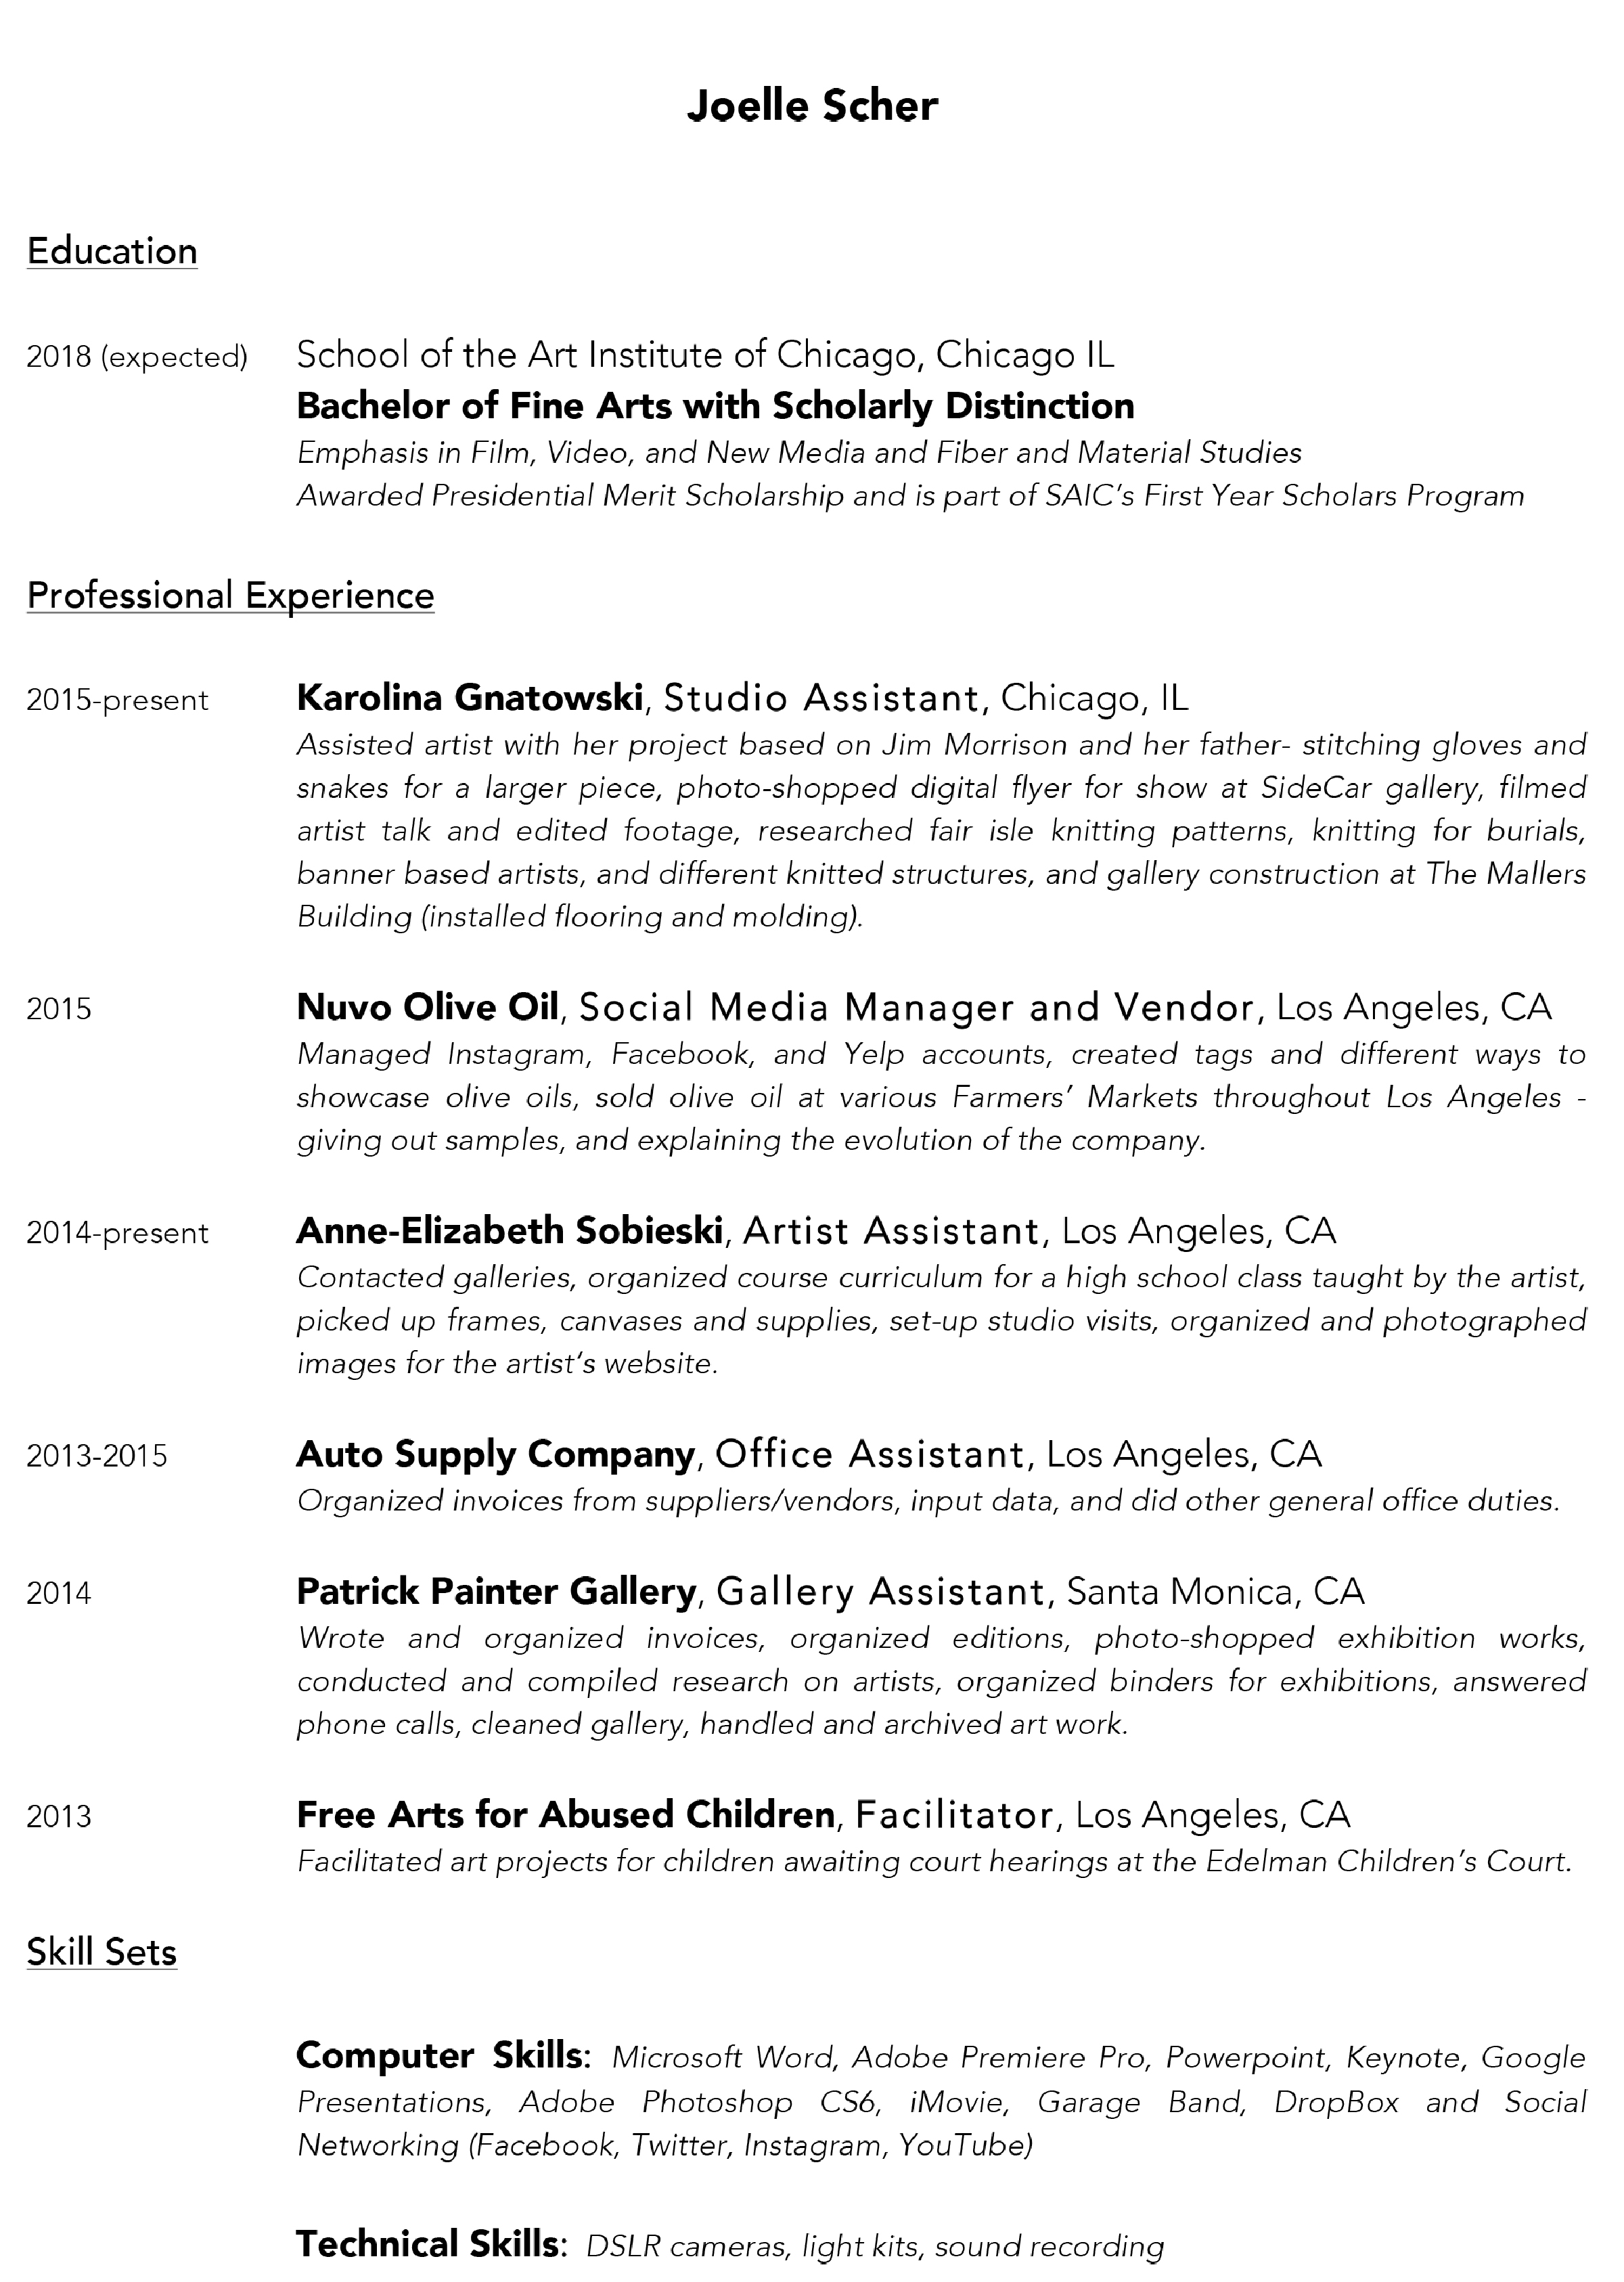 Joelle Scher
Education
2018 (expected) School of the Art Institute of Chicago, Chicago IL
Bachelor of Fine Arts with Scholarly Distinction
Emphasis in Film, Video, and New Media and Fiber and Material Studies
Awarded Presidential Merit Scholarship and is part of SAIC's First Year Scholars Program
Professional Experience
2015-present Karolina Gnatowski, Studio Assistant, Chicago, IL
Assisted artist with her project based on Jim Morrison and her father- stitching gloves and
snakes for a larger piece, photo-shopped digital flyer for show at SideCar gallery, filmed
artist talk and edited footage, researched fair isle knitting patterns, knitting for burials,
banner based artists, and different knitted structures, and gallery construction at The Mallers
Building (installed flooring and molding).
2015 Nuvo Olive Oil, Social Media Manager and Vendor, Los Angeles, CA
Managed Instagram, Facebook, and Yelp accounts, created tags and different ways to
showcase olive oils, sold olive oil at various Farmers' Markets throughout Los Angeles -
giving out samples, and explaining the evolution of the company.
2014-present Anne-Elizabeth Sobieski, Artist Assistant, Los Angeles, CA
Contacted galleries, organized course curriculum for a high school class taught by the artist,
picked up frames, canvases and supplies, set-up studio visits, organized and photographed
images for the artist's website.
2013-2015 Auto Supply Company, Office Assistant, Los Angeles, CA
Organized invoices from suppliers/vendors, input data, and did other general office duties.
2014 Patrick Painter Gallery, Gallery Assistant, Santa Monica, CA
Wrote and organized invoices, organized editions, photo-shopped exhibition works,
conducted and compiled research on artists, organized binders for exhibitions, answered
phone calls, cleaned gallery, handled and archived art work.
2013 Free Arts for Abused Children, Facilitator, Los Angeles, CA
Facilitated art projects for children awaiting court hearings at the Edelman Children's Court.
Skill Sets
Computer Skills: Microsoft Word, Adobe Premiere Pro, Powerpoint, Keynote, Google
Presentations, Adobe Photoshop CS6, iMovie, Garage Band, DropBox and Social
Networking (Facebook, Twitter, Instagram, YouTube)
Technical Skills: DSLR cameras, light kits, sound recording